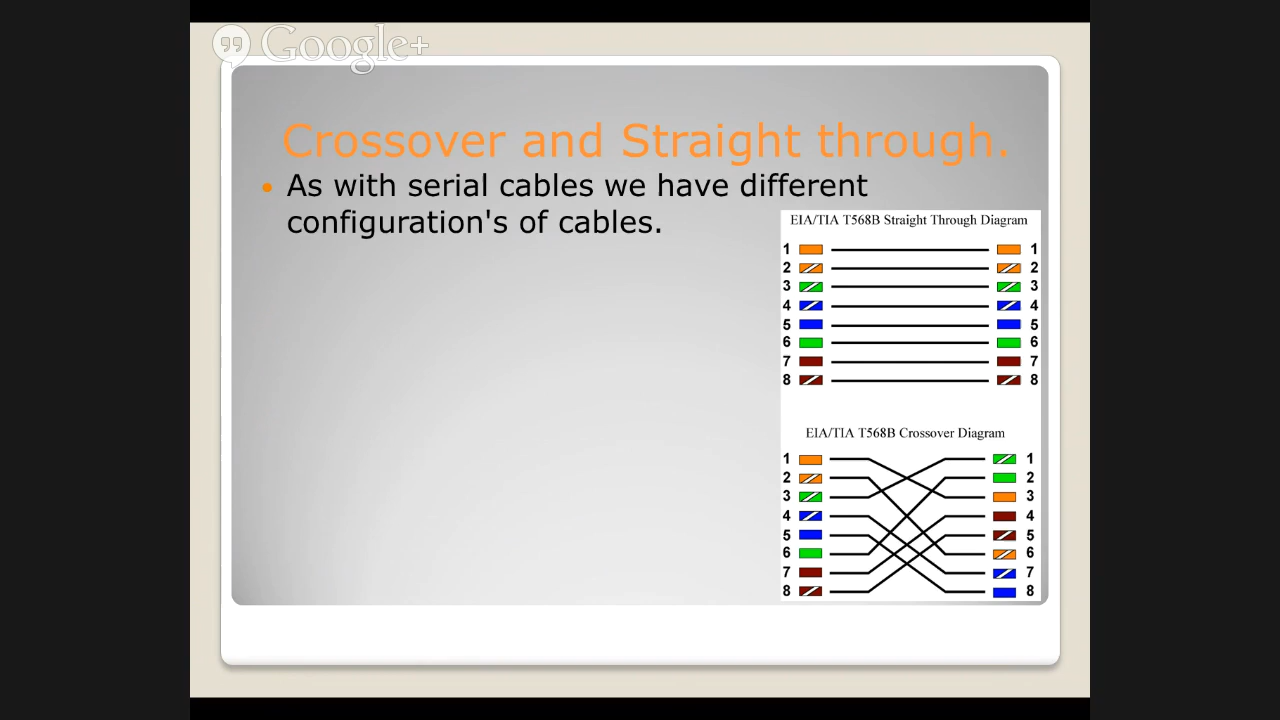 Google+
Crossover and Straight through.
As with serial cables we have different
configuration's of cables.
EIA/TIA T568B Straight Through Diagram
1 1
2 2
3 3
4 4
5 5
6 6
7 7
8 8
EIA/TIA T568B Crossover Diagram
1 1
2 2
3 3
4 4
5 5
6 6
7 7
8 8